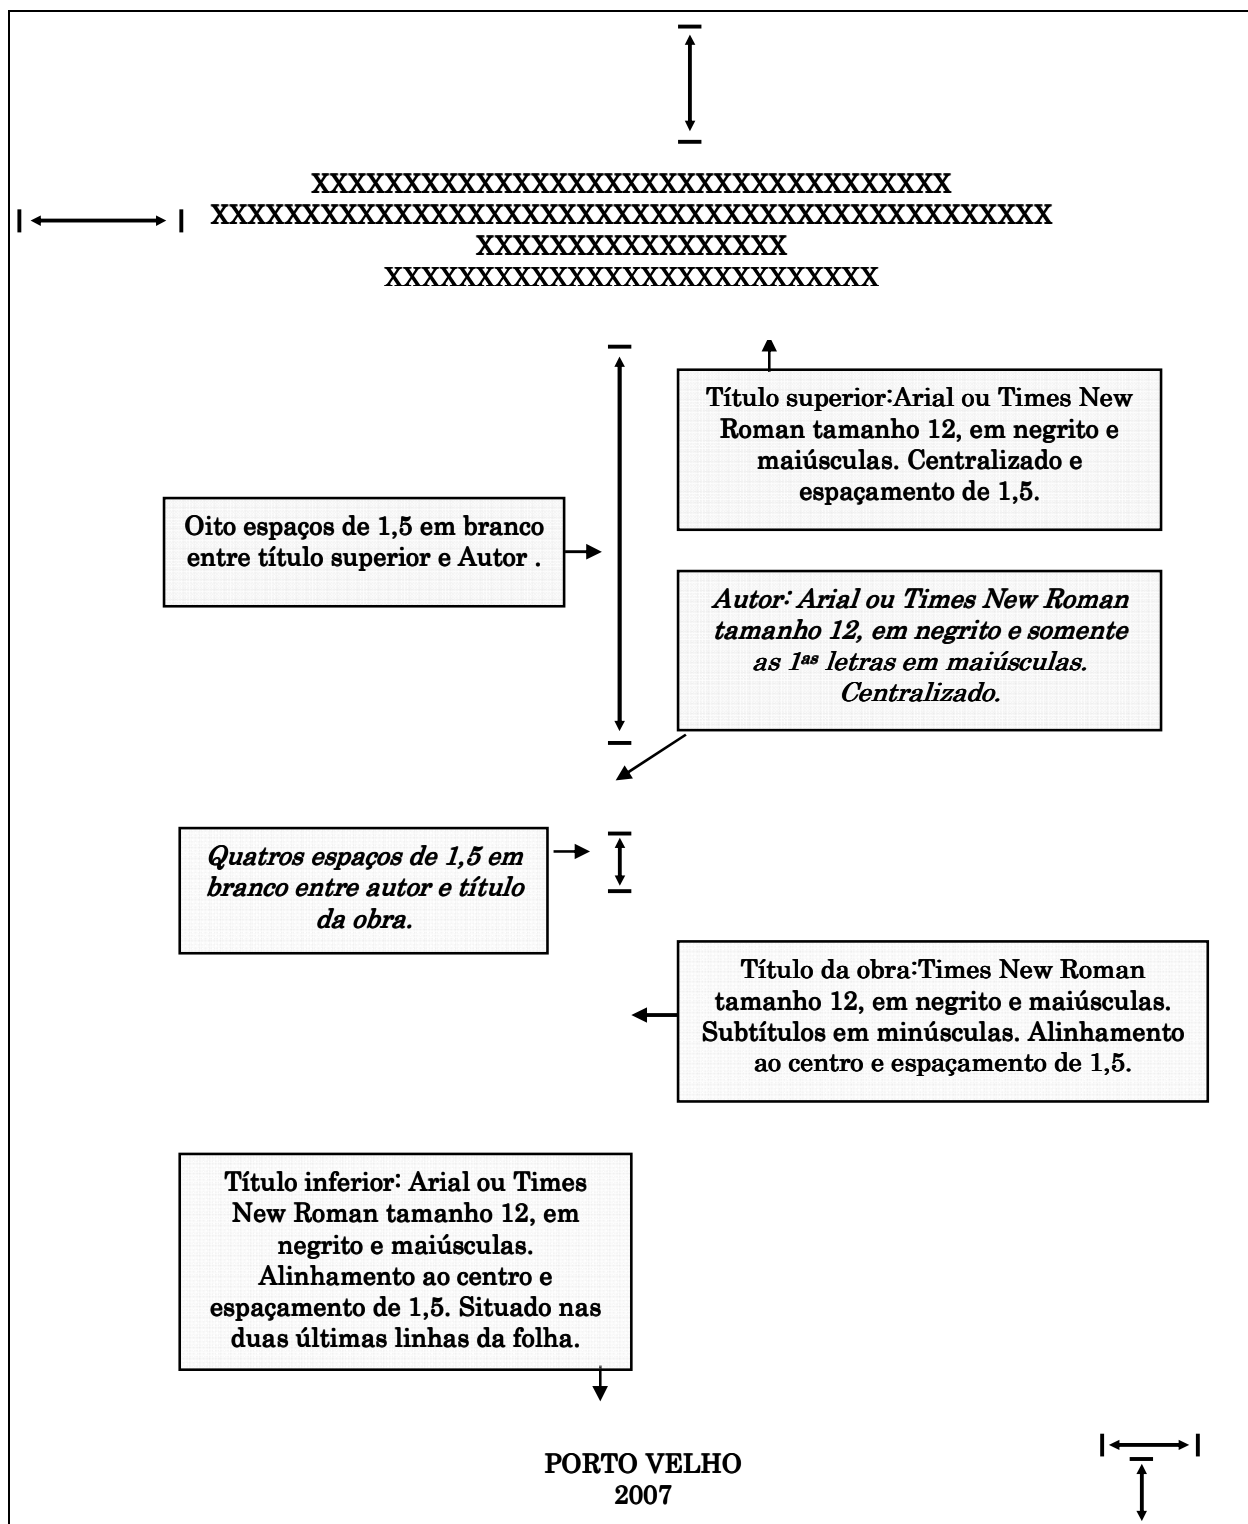 XXXXXXXXXXXXXXXXXXXXXXXXXXXXXXXXX
XXXXXXXXXXXXXXXXXXXXXXXXXXXXXXXXXXXXXXXXXXX
XXXXXXXXXXXXXXXX
XXXXXXXXXXXXXXXXXXXXXXXXX
Título superior:Arial ou Times New
Roman tamanho 12, em negrito e
maiúsculas. Centralizado e
espaçamento de 1,5.
Oito espaços de 1,5 em branco
entre título superior e Autor .
Autor: Arial ou Times New Roman
tamanho 12, em negrito e somente
as 1as letras em maiúsculas.
Centralizado.
Quatros espaços de 1,5 em
branco entre autor e título
da obra.
Título da obra:Times New Roman
tamanho 12, em negrito e maiúsculas.
Subtítulos em minúsculas. Alinhamento
ao centro e espaçamento de 1,5.
Título inferior: Arial ou Times
New Roman tamanho 12, em
negrito e maiúsculas.
Alinhamento ao centro e
espaçamento de 1,5. Situado nas
duas últimas linhas da folha.
PORTO VELHO
2007